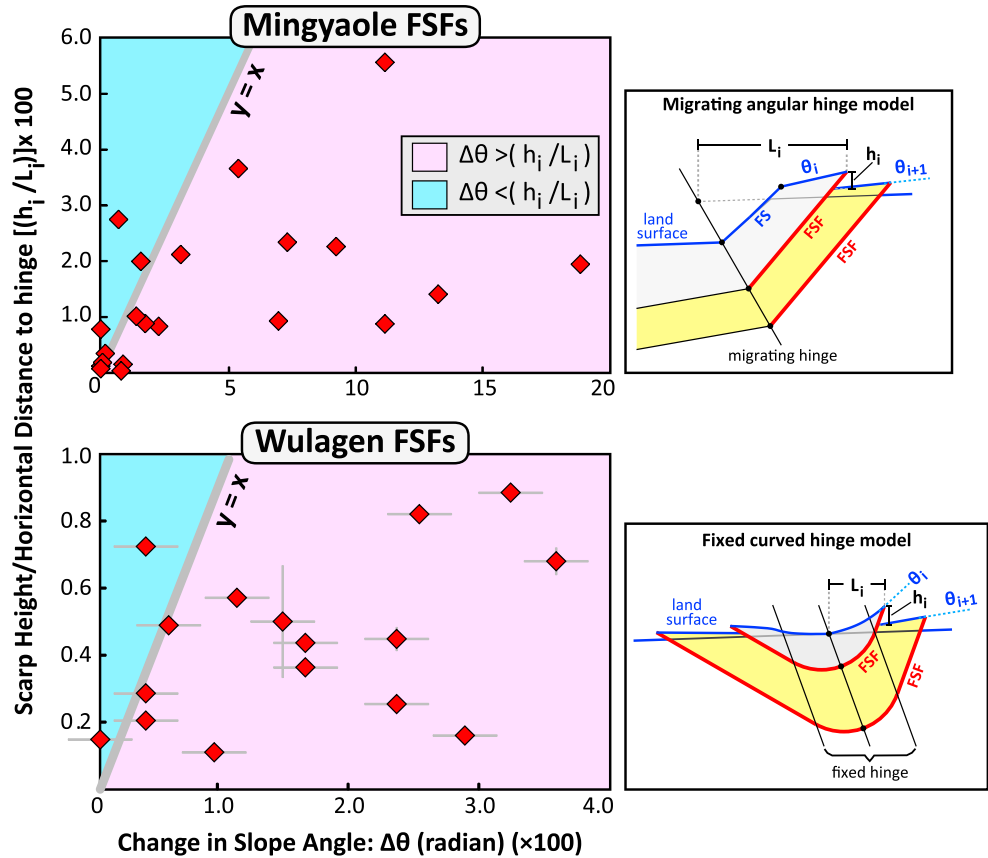 Mingyaole FSFs
Scarp Height/Horizontal Distance to hinge [(hi /Li)]x 100
6.0
5.0
4.0
3.0
2.0
1.0
0
5
10
15
20
y = x
Δθ >( hi /Li )
Δθ <( hi /Li )
Migrating angular hinge model
Li
θi
hi
θi+1
land
surface
FS
FSF
FSF
migrating hinge
Wulagen FSFs
1.0
0.8
0.6
0.4
0.2
0
1.0
2.0
3.0
4.0
y = x
Change in Slope Angle: Δθ (radian) (×100)
Fixed curved hinge model
Li
θi
hi
θi+1
land
surface
FSF
FSF
fixed hinge